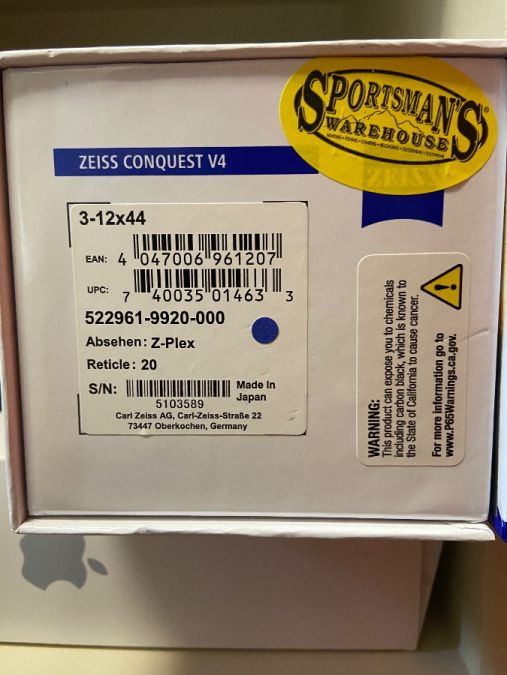 SPORTSMAN'S
WAREHOUSE
ZEISS
ZEISS CONQUEST V4
3-12x44
EAN: 4 047006 961207
UPC: 7 40035 01463 3
522961-9920-000
Absehen: Z-Plex
Reticle: 20
S/N:
5103589
Made In
Japan
Carl Zeiss AG, Carl-Zeiss-Straße 22
73447 Oberkochen, Germany
WARNING:
This product can expose you to chemicals
including carbon black, which is known to
the State of California to cause cancer.
For more information go to
www.P65Warnings.ca.gov.